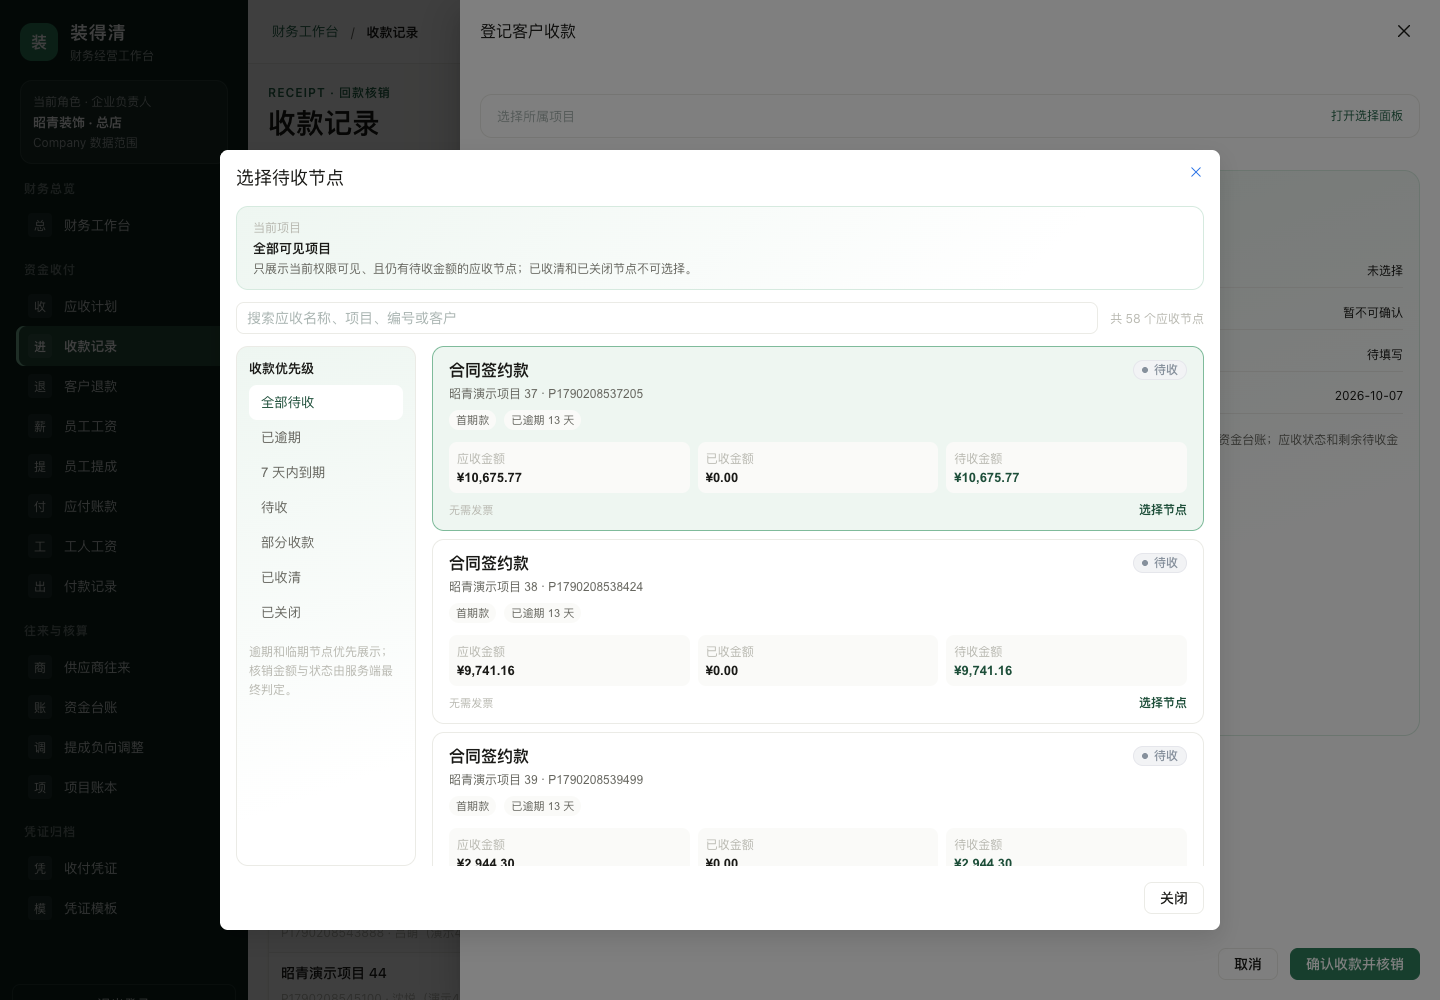 装
装得清
财务经营工作台
当前角色 · 企业负责人
昭青装饰 · 总店
Company 数据范围
财务总览
总
财务工作台
资金收付
收
应收计划
进
收款记录
退
客户退款
薪
员工工资
提
员工提成
付
应付账款
工
工人工资
出
付款记录
往来与核算
商
供应商往来
账
资金台账
调
提成负向调整
项
项目账本
凭证归档
凭
收付凭证
模
凭证模板
财务工作台 / 收款记录
RECEIPT · 回款核销
收款记录
昭青演示项目 44
登记客户收款
选择所属项目
打开选择面板
未选择
暂不可确认
待填写
2026-10-07
资金台账；应收状态和剩余待收金
取消
确认收款并核销
选择待收节点
当前项目
全部可见项目
只展示当前权限可见、且仍有待收金额的应收节点；已收清和已关闭节点不可选择。
搜索应收名称、项目、编号或客户
共 58 个应收节点
收款优先级
全部待收
已逾期
7 天内到期
待收
部分收款
已收清
已关闭
逾期和临期节点优先展示；
核销金额与状态由服务端最
终判定。
合同签约款
待收
昭青演示项目 37 · P1790208537205
首期款 已逾期 13 天
应收金额 已收金额 待收金额
¥10,675.77 ¥0.00 ¥10,675.77
无需发票
选择节点
合同签约款
待收
昭青演示项目 38 · P1790208538424
首期款 已逾期 13 天
应收金额 已收金额 待收金额
¥9,741.16 ¥0.00 ¥9,741.16
无需发票
选择节点
合同签约款
待收
昭青演示项目 39 · P1790208539499
首期款 已逾期 13 天
应收金额 已收金额 待收金额
¥2,944.30 ¥0.00 ¥2,944.30
关闭